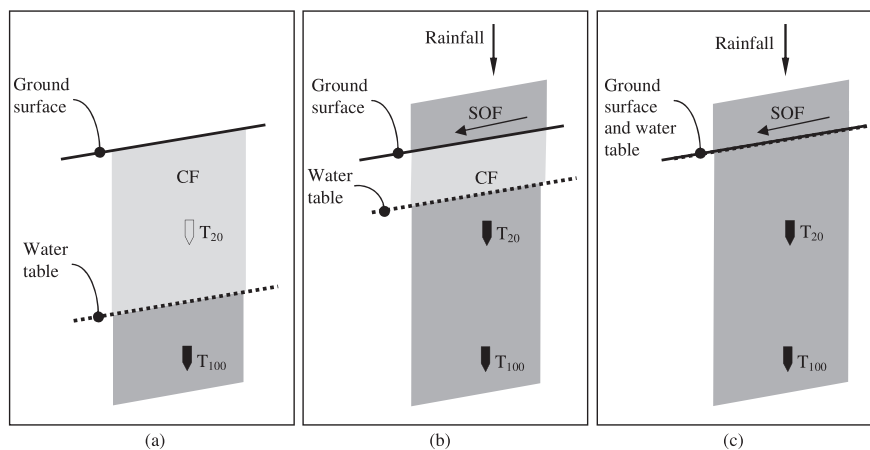 Ground
surface
CF
T20
Water
table
T100
(a)
Rainfall
Ground
surface
SOF
Water
table
CF
T20
T100
(b)
Rainfall
Ground
surface
and water
table
SOF
T20
T100
(c)